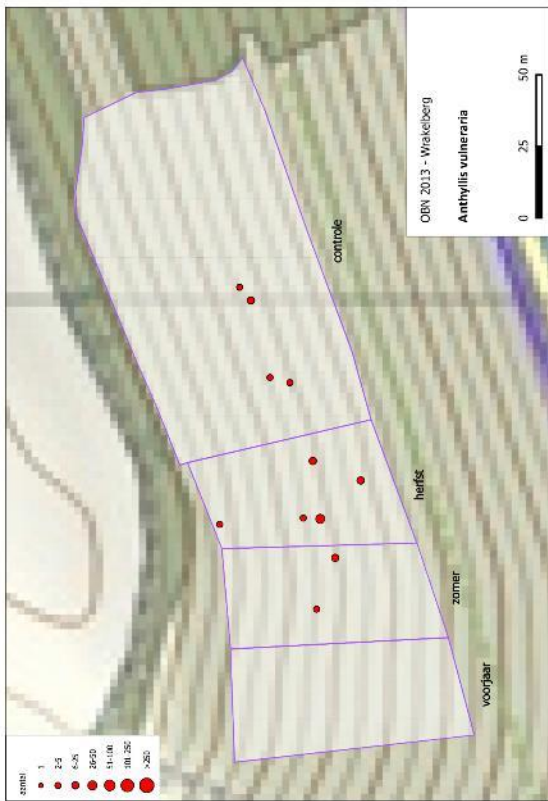 aantal
1
2-5
6-25
26-50
51-100
101-250
>250
voorjaar
zomer
herfst
controle
OBN 2013 - Wrakelberg
Anthyllis vulneraria
0 25 50 m